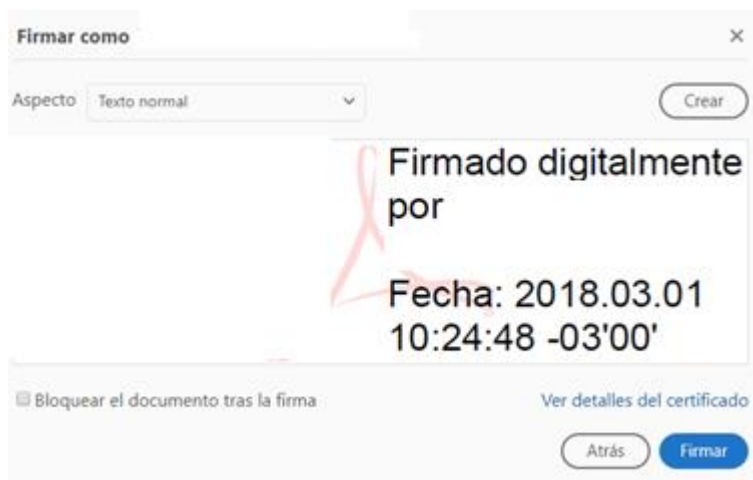 Firmar como
Aspecto Texto normal
Crear
Firmado digitalmente
por
Fecha: 2018.03.01
10:24:48 -03'00'
Bloquear el documento tras la firma
Ver detalles del certificado
Atrás Firmar